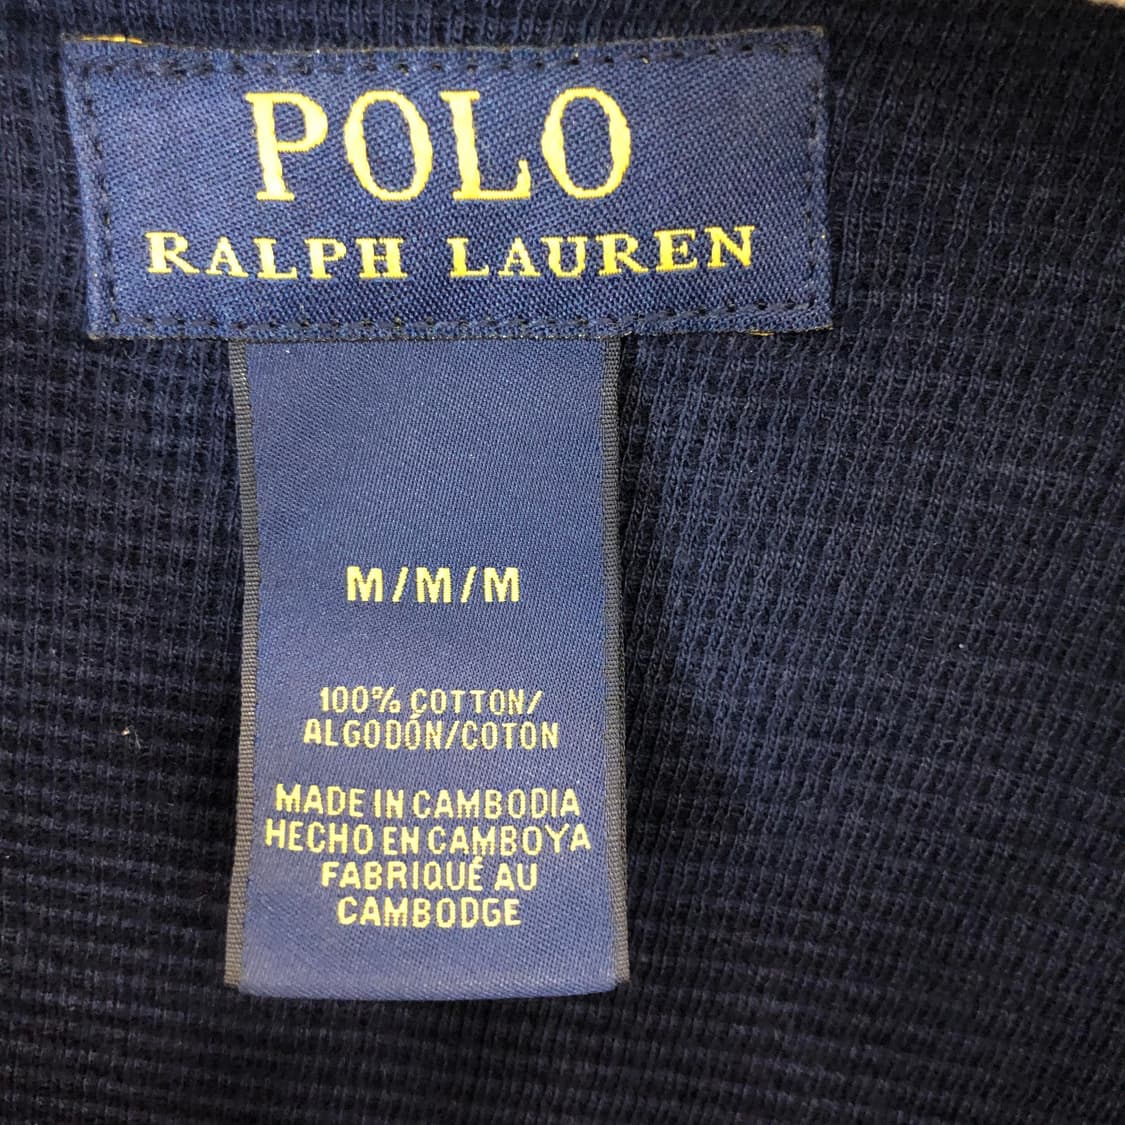 POLO
RALPH LAUREN
M/M/M
100% COTTON/
ALGODÓN/COTON
MADE IN CAMBODIA
HECHO EN CAMBOYA
FABRIQUÉ AU
CAMBODGE